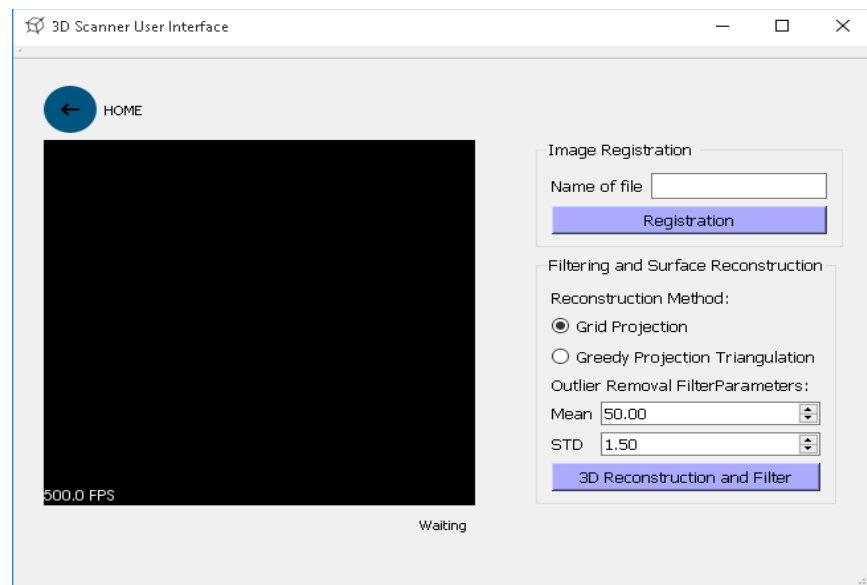 3D Scanner User Interface
HOME
500.0 FPS
Waiting
Image Registration
Name of file
Registration
Filtering and Surface Reconstruction
Reconstruction Method:
Grid Projection
Greedy Projection Triangulation
Outlier Removal FilterParameters:
Mean 50.00
STD 1.50
3D Reconstruction and Filter